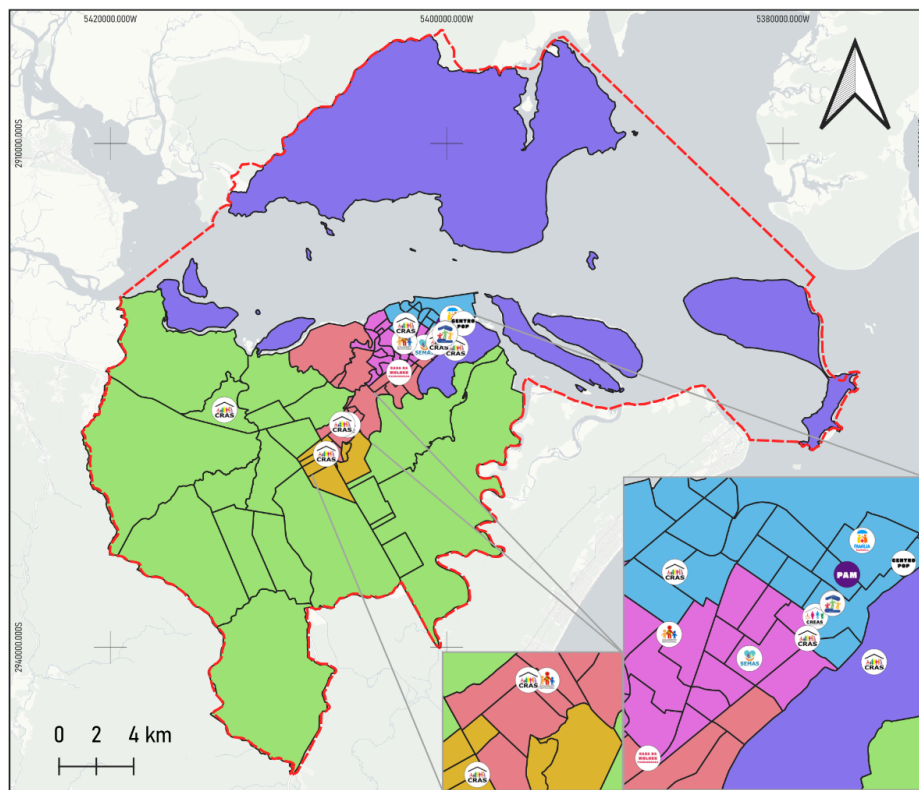 5420000.000W
5400000.000W
5380000.000W
2910000.000S
2940000.000S
CENTRO
POP
CRAS
SEMAS
CRAS
CRAS
CASA DA
MULHER
CRAS
CRAS
CRAS
0 2 4 km
FAMÍLIA
CENTRO
POP
CRAS
PAM
CREAS
CRAS
SEMAS
CRAS
CASA DA
MULHER
CRAS
CRAS